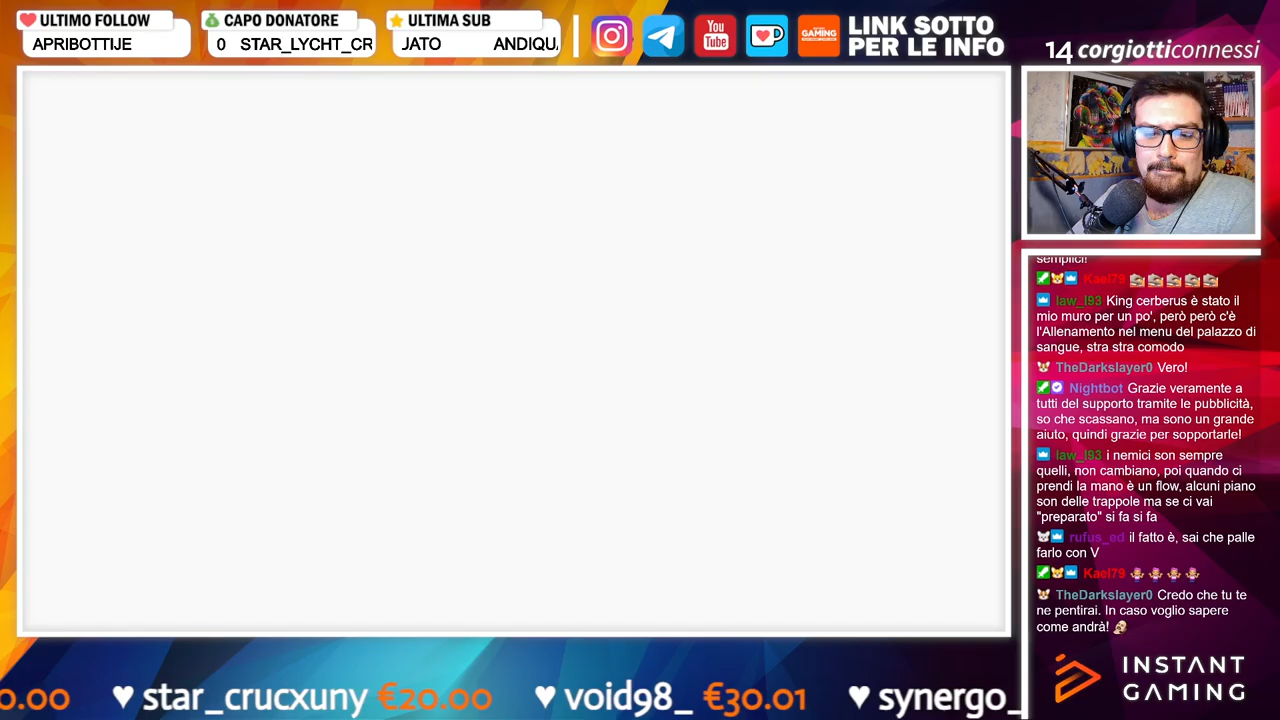 ULTIMO FOLLOW
APRIBOTTIJE
CAPO DONATORE
0 STAR_LYCHT_CR
ULTIMA SUB
JATO ANDIQU
You
Tube
GAMING
LINK SOTTO
PER LE INFO
14 corgiotticonnessi
semplici!
Kael79
law_l93 King cerberus è stato il
mio muro per un po', però però c'è
l'Allenamento nel menu del palazzo di
sangue, stra stra comodo
TheDarkslayer0 Vero!
Nightbot Grazie veramente a
tutti del supporto tramite le pubblicità,
so che scassano, ma sono un grande
aiuto, quindi grazie per sopportarle!
law_l93 i nemici son sempre
quelli, non cambiano, poi quando ci
prendi la mano è un flow, alcuni piano
son delle trappole ma se ci vai
"preparato" si fa si fa
rufus_ed il fatto è, sai che palle
farlo con V
Kael79
TheDarkslayer0 Credo che tu te
ne pentirai. In caso voglio sapere
come andrà!
0.00 ♥ star_crucxuny €20.00 ♥ void98_ €30.01 ♥ synergo_
INSTANT
GAMING